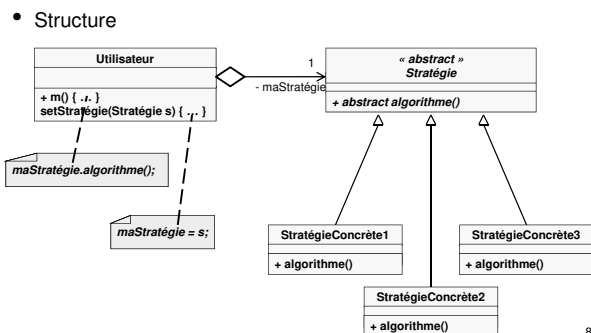 • Structure
Utilisateur
+ m() { ... }
setStratégie(Stratégie s) { ... }
1
- maStratégie
« abstract »
Stratégie
+ abstract algorithme()
maStratégie.algorithme();
maStratégie = s;
StratégieConcrète1
+ algorithme()
StratégieConcrète3
+ algorithme()
StratégieConcrète2
+ algorithme()
8